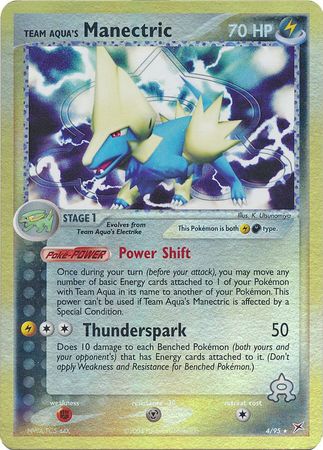 TEAM AQUA'S Manectric 70 HP
Illus. K. Utsunomiya
STAGE 1
Evolves from
Team Aqua's Electrike
This Pokémon is both type.
Poké-POWER Power Shift
Once during your turn (before your attack), you may move any
number of basic Energy cards attached to 1 of your Pokémon
with Team Aqua in its name to another of your Pokémon. This
power can't be used if Team Aqua's Manectric is affected by a
Special Condition.
Thunderspark 50
Does 10 damage to each Benched Pokémon (both yours and
your opponent's) that has Energy cards attached to it. (Don't
apply Weakness and Resistance for Benched Pokémon.)
weakness resistance -30 retreat cost
4/95 ★